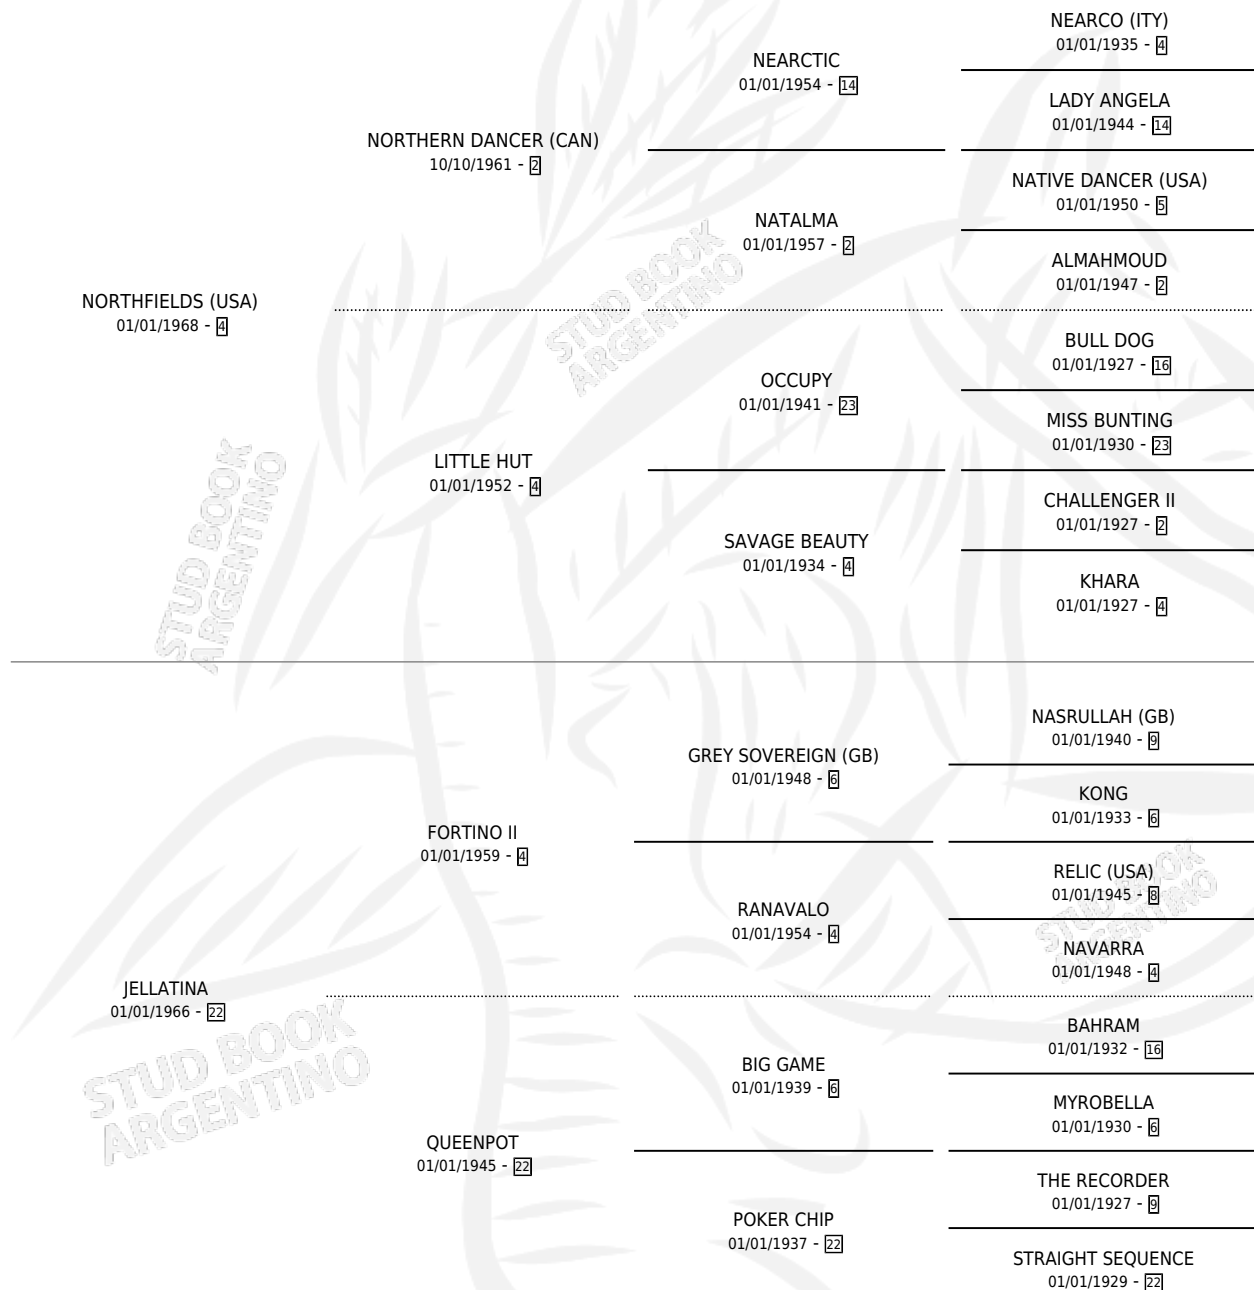 NORTHFIELDS (USA)
01/01/1968 - 4
NORTHERN DANCER (CAN)
10/10/1961 - 2
NEARCTIC
01/01/1954 - 14
NEARCO (ITY)
01/01/1935 - 4
LADY ANGELA
01/01/1944 - 14
NATALMA
01/01/1957 - 2
NATIVE DANCER (USA)
01/01/1950 - 5
ALMAHMOUD
01/01/1947 - 2
LITTLE HUT
01/01/1952 - 4
OCCUPY
01/01/1941 - 23
BULL DOG
01/01/1927 - 16
MISS BUNTING
01/01/1930 - 23
SAVAGE BEAUTY
01/01/1934 - 4
CHALLENGER II
01/01/1927 - 2
KHARA
01/01/1927 - 4
JELLATINA
01/01/1966 - 22
FORTINO II
01/01/1959 - 4
GREY SOVEREIGN (GB)
01/01/1948 - 6
NASRULLAH (GB)
01/01/1940 - 9
KONG
01/01/1933 - 6
RANAVALO
01/01/1954 - 4
RELIC (USA)
01/01/1945 - 8
NAVARRA
01/01/1948 - 4
QUEENPOT
01/01/1945 - 22
BIG GAME
01/01/1939 - 6
BAHRAM
01/01/1932 - 16
MYROBELLA
01/01/1930 - 6
POKER CHIP
01/01/1937 - 22
THE RECORDER
01/01/1927 - 9
STRAIGHT SEQUENCE
01/01/1929 - 22
STUD BOOK
ARGENTINO
STUD BOOK
ARGENTINO
STUD BOOK
ARGENTINO
STUD BOOK
ARGENTINO